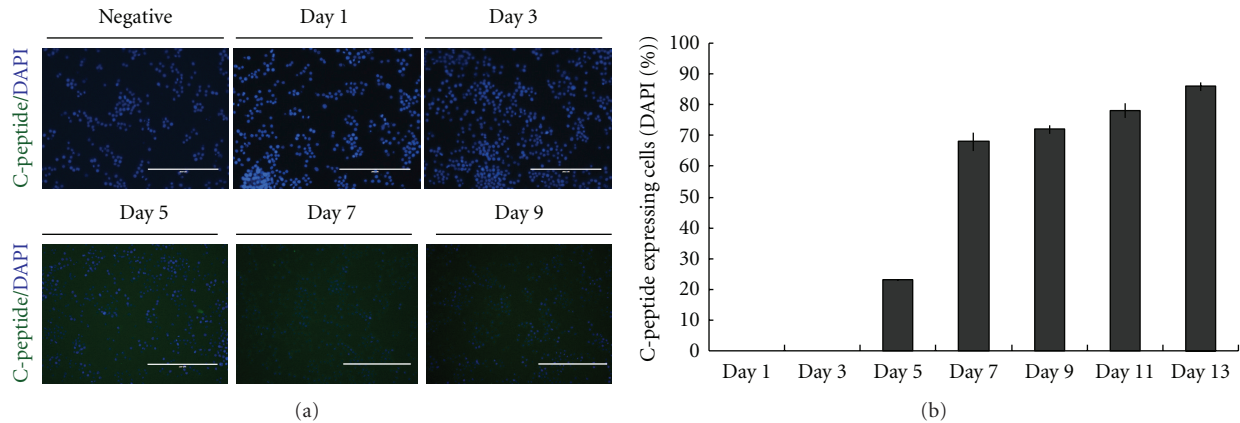 Negative
Day 1
Day 3
C-peptide/DAPI
Day 5
Day 7
Day 9
C-peptide/DAPI
(a)
C-peptide expressing cells (DAPI (%))
100
90
80
70
60
50
40
30
20
10
0
Day 1
Day 3
Day 5
Day 7
Day 9
Day 11
Day 13
(b)